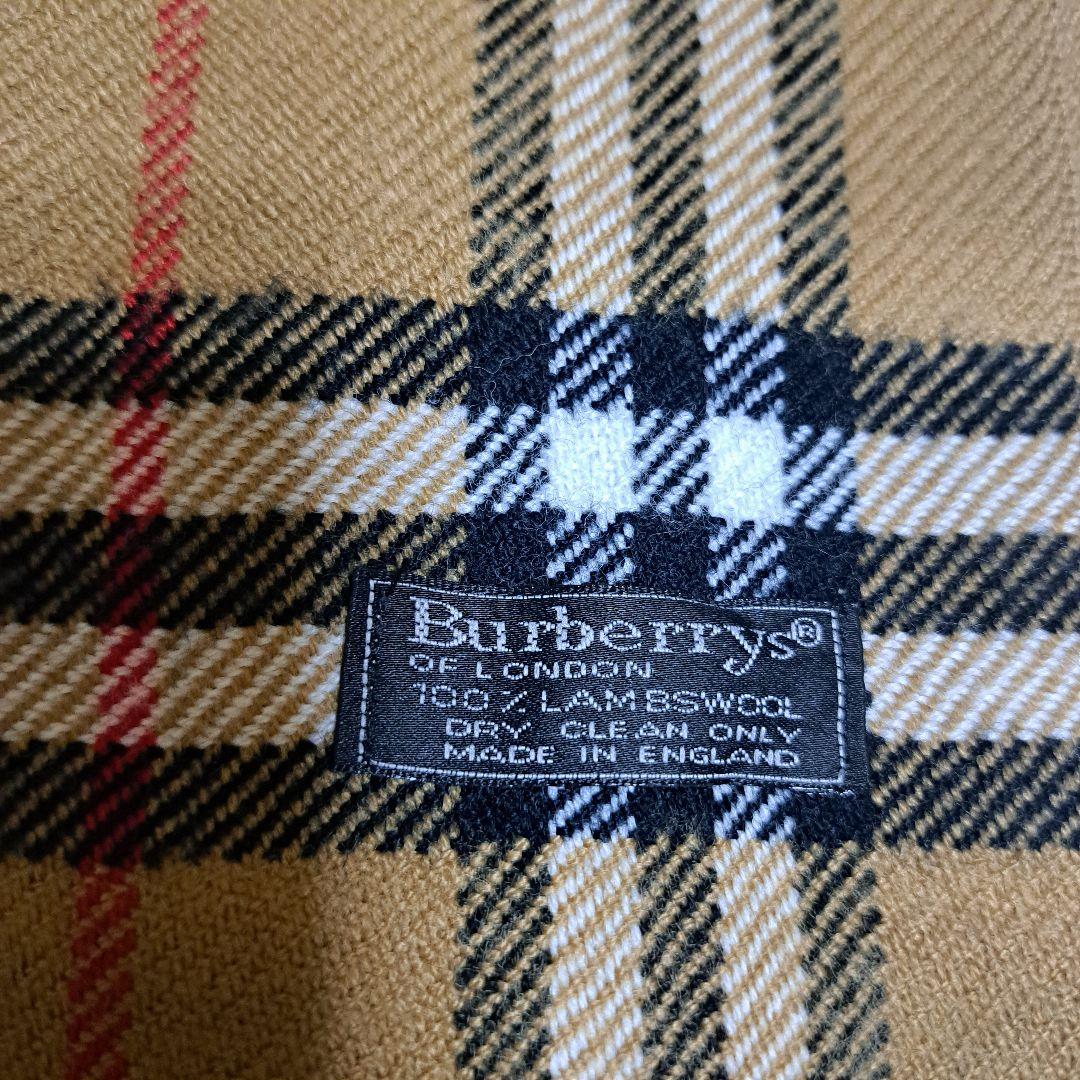 Burberrys®
OF LONDON
100% LAMBSWOOL
DRY CLEAN ONLY
MADE IN ENGLAND